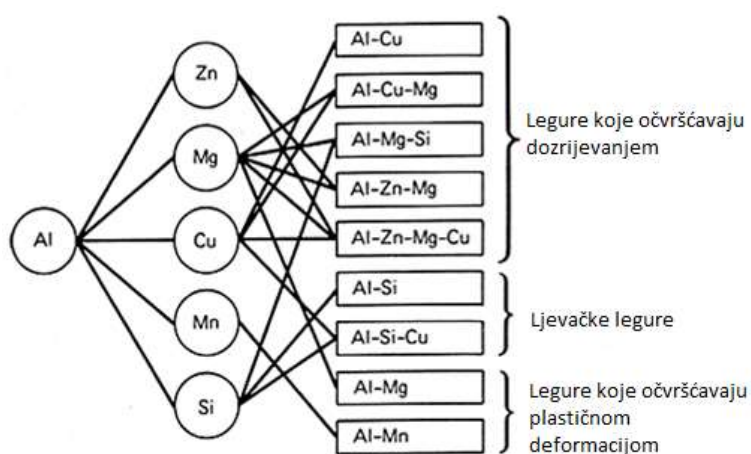 Al
Zn
Mg
Cu
Mn
Si
Al-Cu
Al-Cu-Mg
Al-Mg-Si
Al-Zn-Mg
Al-Zn-Mg-Cu
Al-Si
Al-Si-Cu
Al-Mg
Al-Mn
Legure koje očvršćavaju
dozrijevanjem
Ljevačke legure
Legure koje očvršćavaju
plastičnom
deformacijom